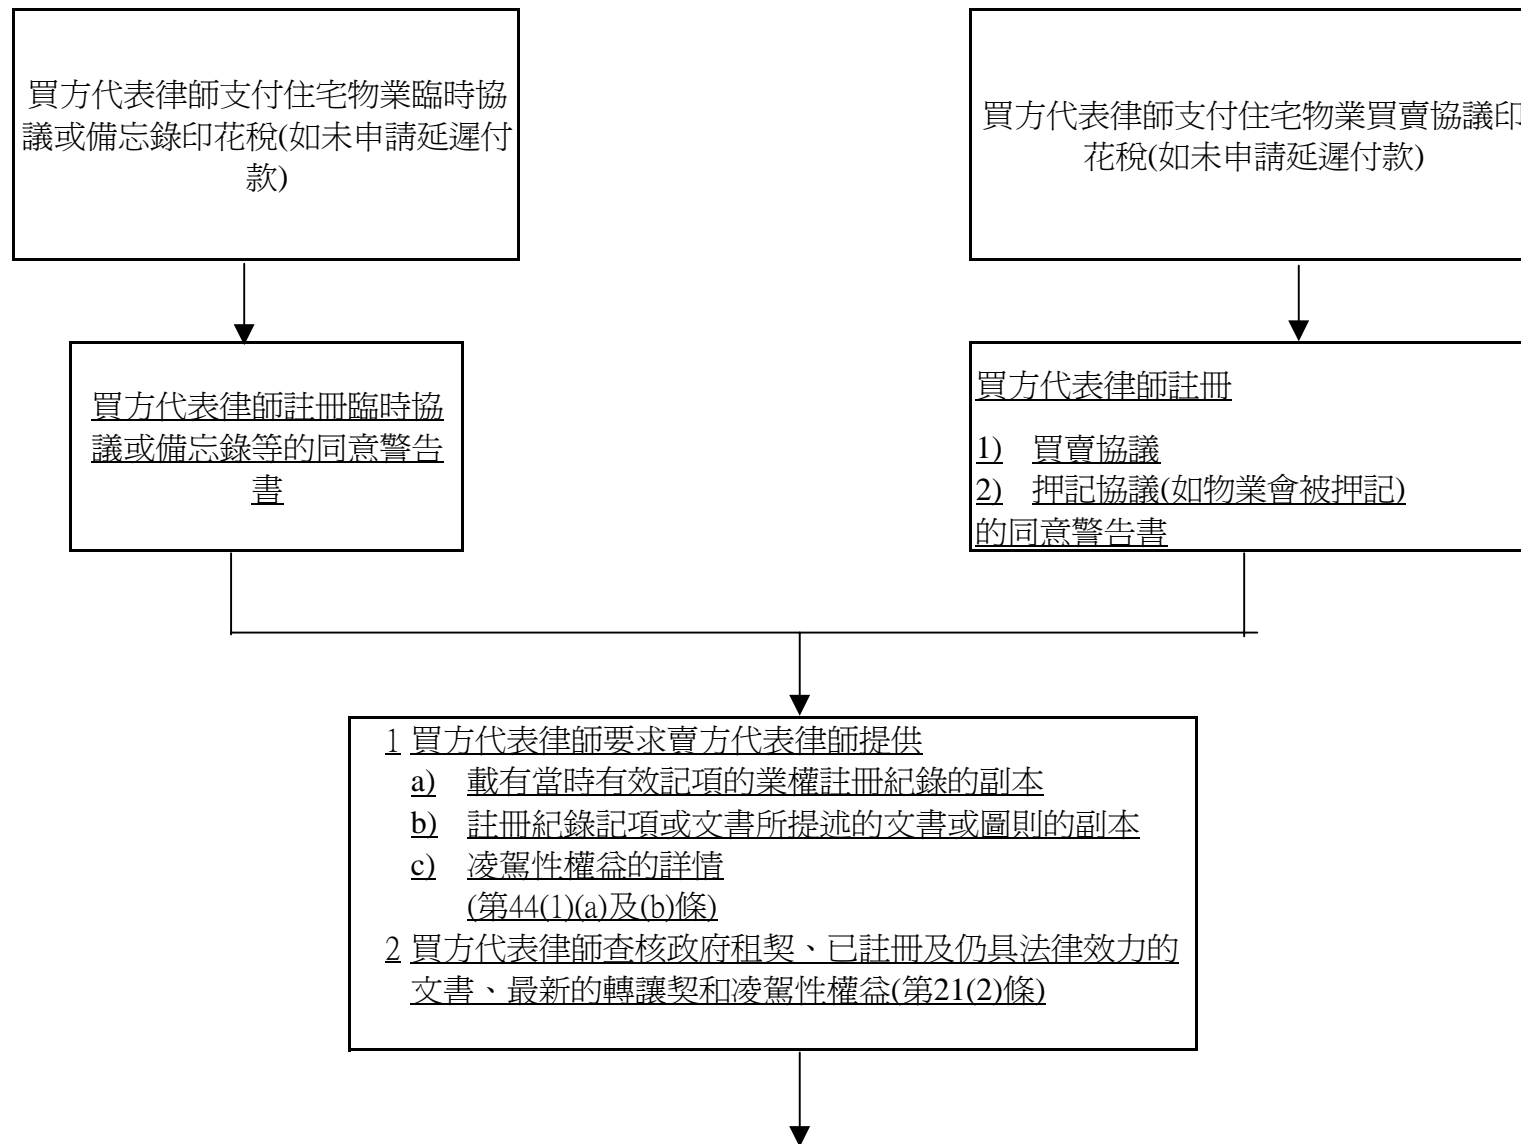 買方代表律師支付住宅物業臨時協
議或備忘錄印花稅(如未申請延遲付
款)
買方代表律師支付住宅物業買賣協議印
花稅(如未申請延遲付款)
買方代表律師註冊臨時協
議或備忘錄等的同意警告
書
買方代表律師註冊
1) 買賣協議
2) 押記協議(如物業會被押記)
的同意警告書
1 買方代表律師要求賣方代表律師提供
a) 載有當時有效記項的業權註冊紀錄的副本
b) 註冊紀錄記項或文書所提述的文書或圖則的副本
c) 凌駕性權益的詳情
(第44(1)(a)及(b)條)
2 買方代表律師查核政府租契、已註冊及仍具法律效力的
文書、最新的轉讓契和凌駕性權益(第21(2)條)